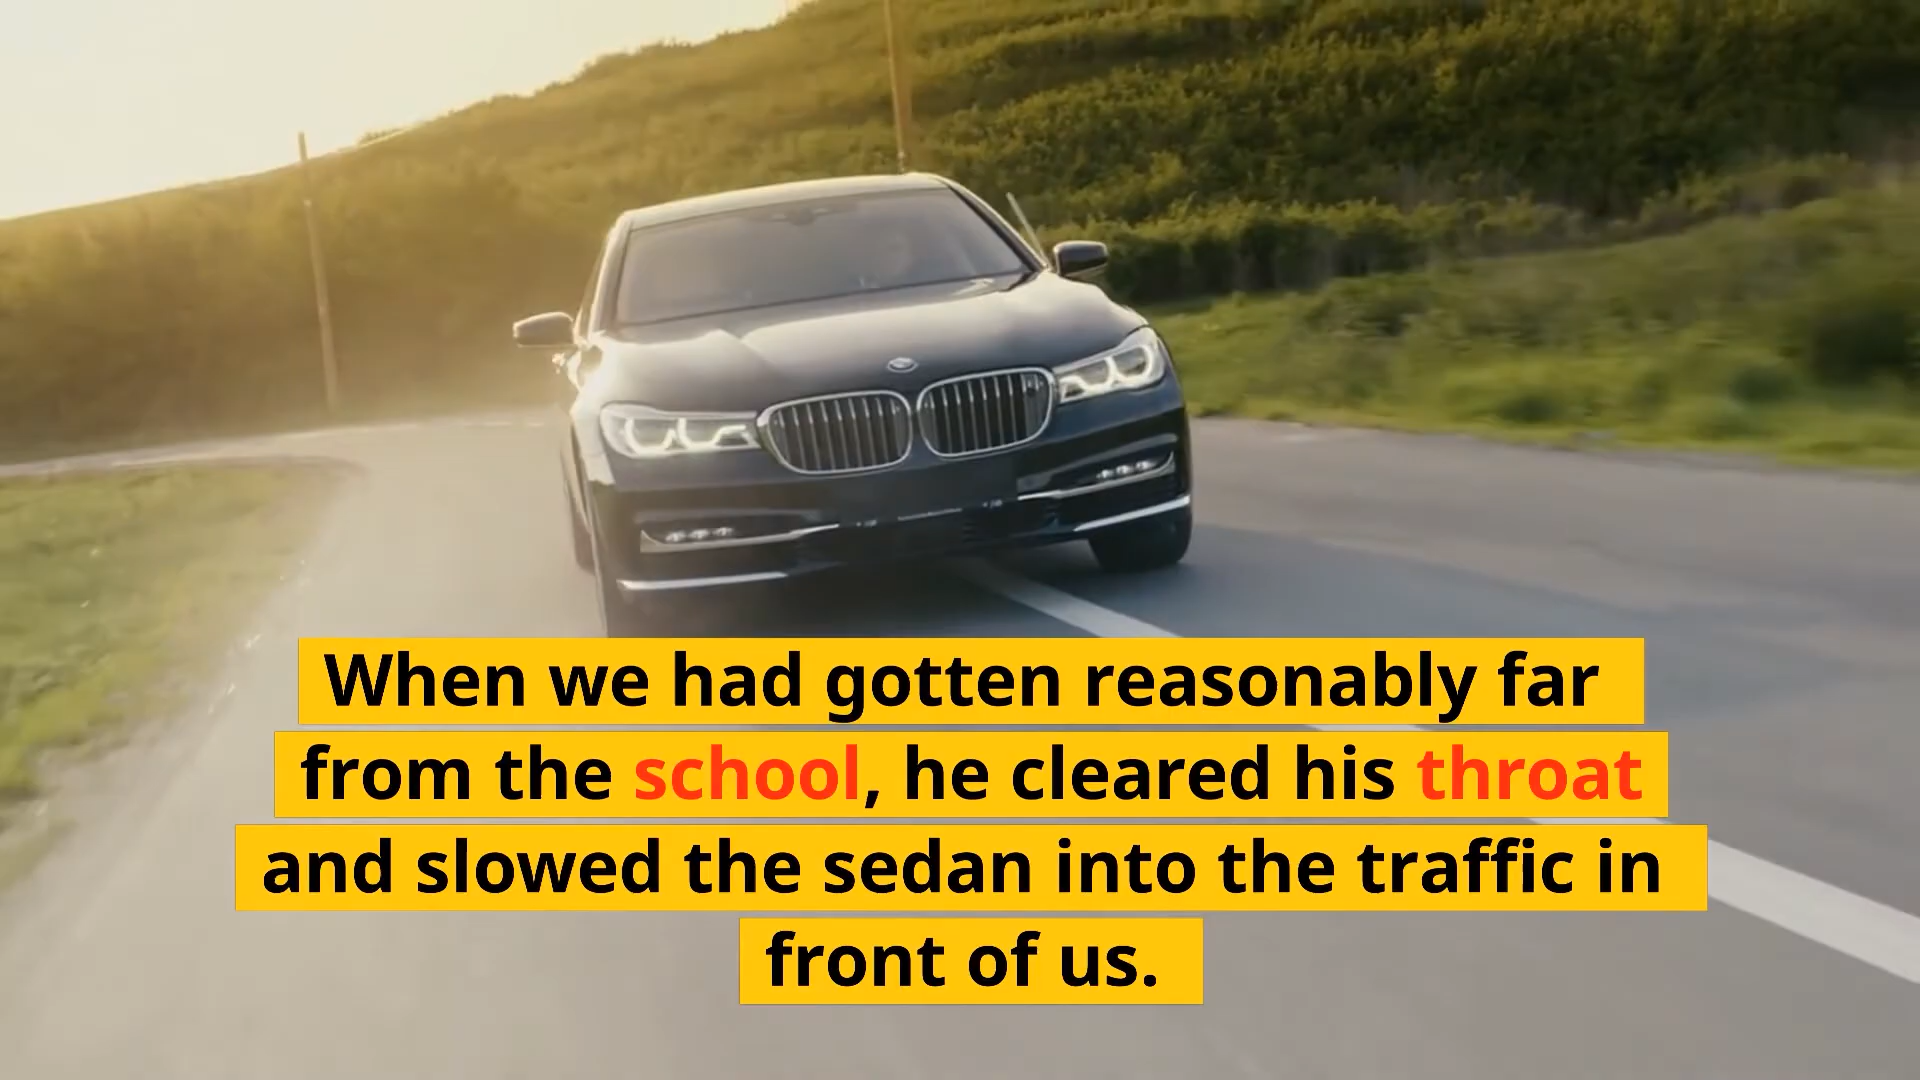 When we had gotten reasonably far
from the school, he cleared his throat
and slowed the sedan into the traffic in
front of us.